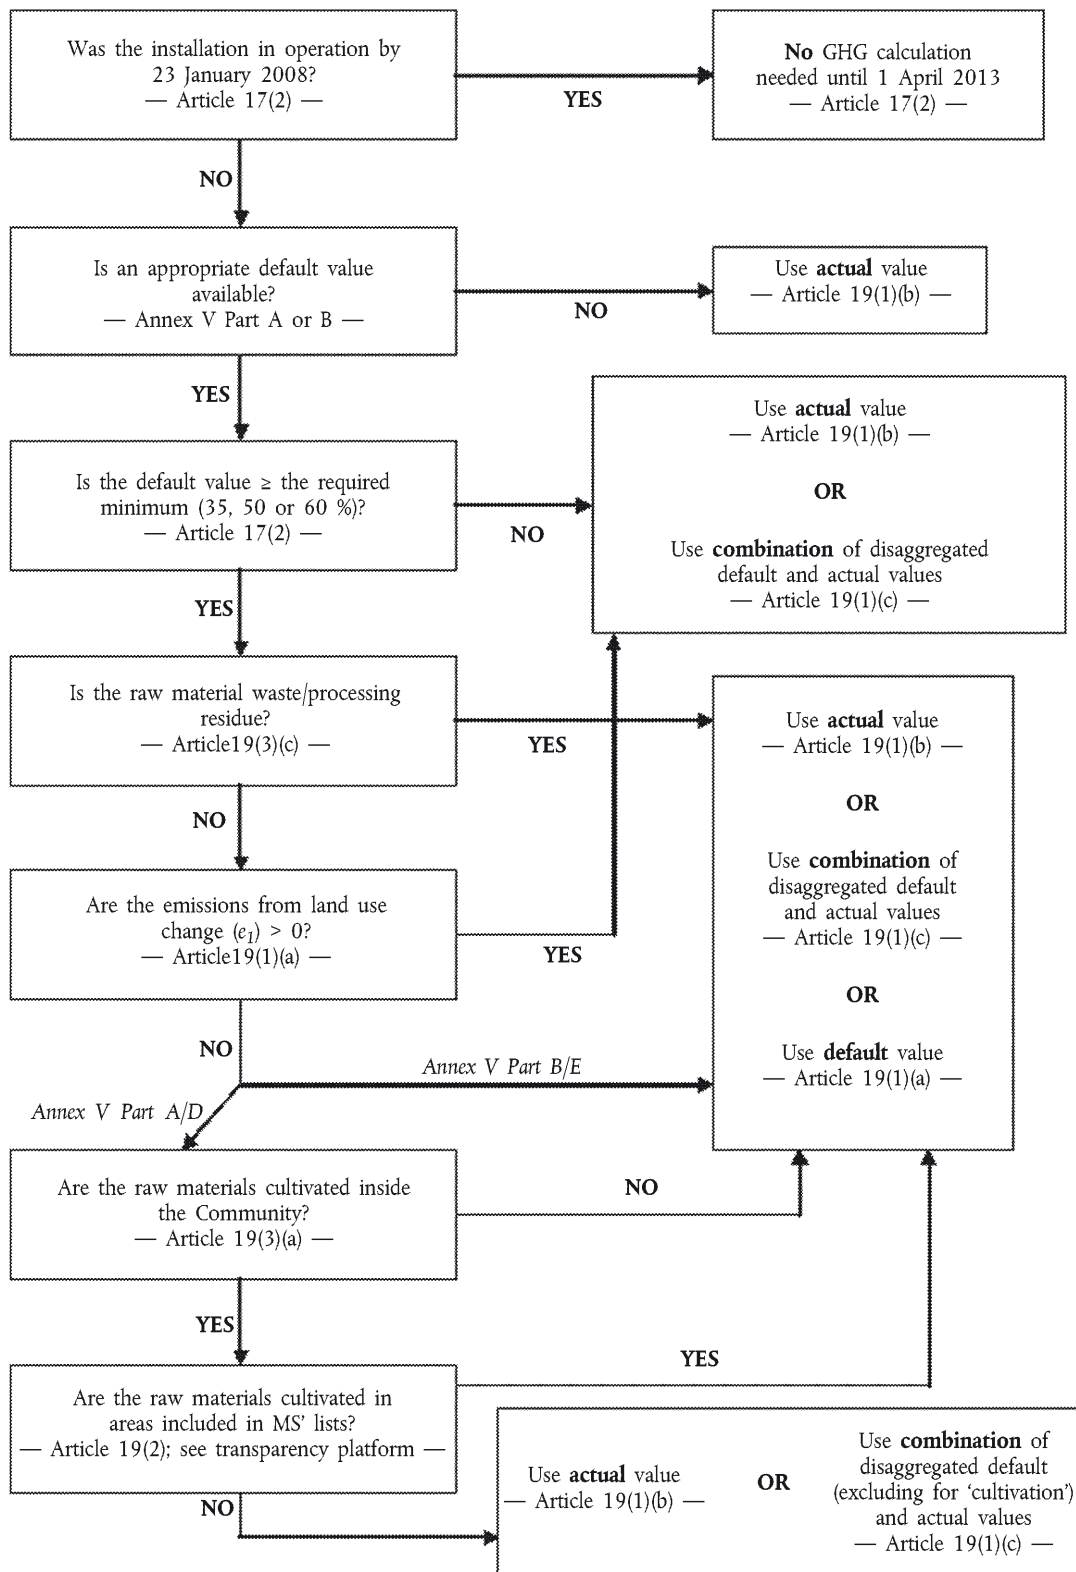 Was the installation in operation by
23 January 2008?
— Article 17(2) —
YES
No GHG calculation
needed until 1 April 2013
— Article 17(2) —
NO
Is an appropriate default value
available?
— Annex V Part A or B —
NO
Use actual value
— Article 19(1)(b) —
YES
Is the default value ≥ the required
minimum (35, 50 or 60 %)?
— Article 17(2) —
NO
Use actual value
— Article 19(1)(b) —
OR
Use combination of disaggregated
default and actual values
— Article 19(1)(c) —
YES
Is the raw material waste/processing
residue?
— Article19(3)(c) —
YES
Use actual value
— Article 19(1)(b) —
OR
Use combination of
disaggregated default
and actual values
— Article 19(1)(c) —
OR
Use default value
— Article 19(1)(a) —
NO
Are the emissions from land use
change (e1) > 0?
— Article19(1)(a) —
YES
NO
Annex V Part B/E
Annex V Part A/D
Are the raw materials cultivated inside
the Community?
— Article 19(3)(a) —
NO
YES
Are the raw materials cultivated in
areas included in MS’ lists?
— Article 19(2); see transparency platform —
YES
NO
Use actual value
— Article 19(1)(b) —
OR
Use combination of
disaggregated default
(excluding for ‘cultivation’)
and actual values
— Article 19(1)(c) —